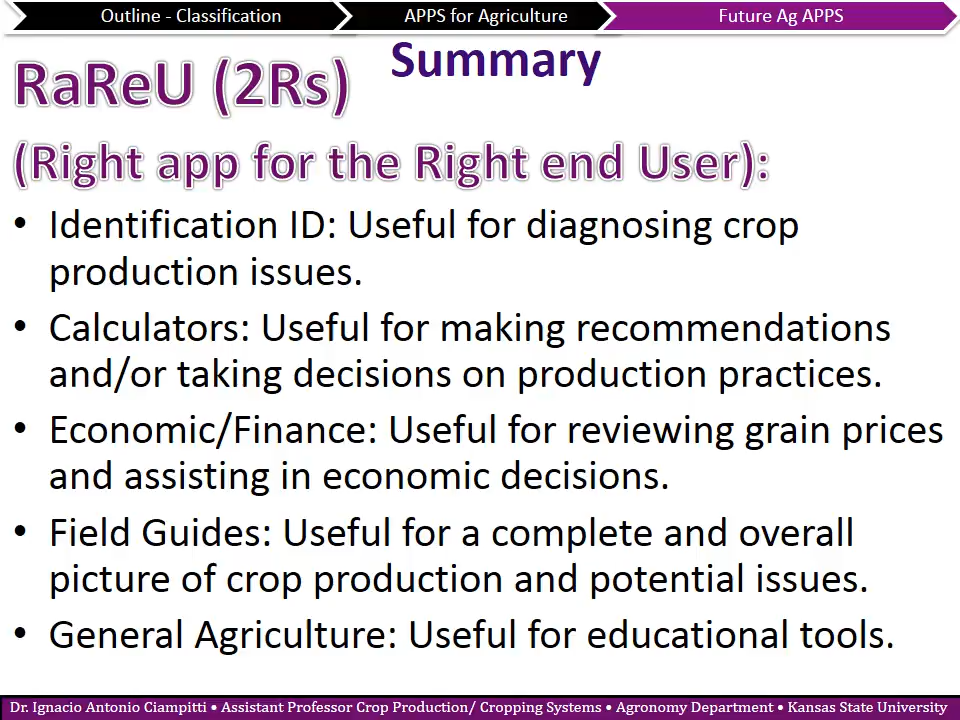 Outline - Classification
APPS for Agriculture
Future Ag APPS
Summary
RaReU (2Rs)
(Right app for the Right end User):
• Identification ID: Useful for diagnosing crop
production issues.
• Calculators: Useful for making recommendations
and/or taking decisions on production practices.
• Economic/Finance: Useful for reviewing grain prices
and assisting in economic decisions.
• Field Guides: Useful for a complete and overall
picture of crop production and potential issues.
• General Agriculture: Useful for educational tools.
Dr. Ignacio Antonio Ciampitti • Assistant Professor Crop Production/ Cropping Systems • Agronomy Department • Kansas State University